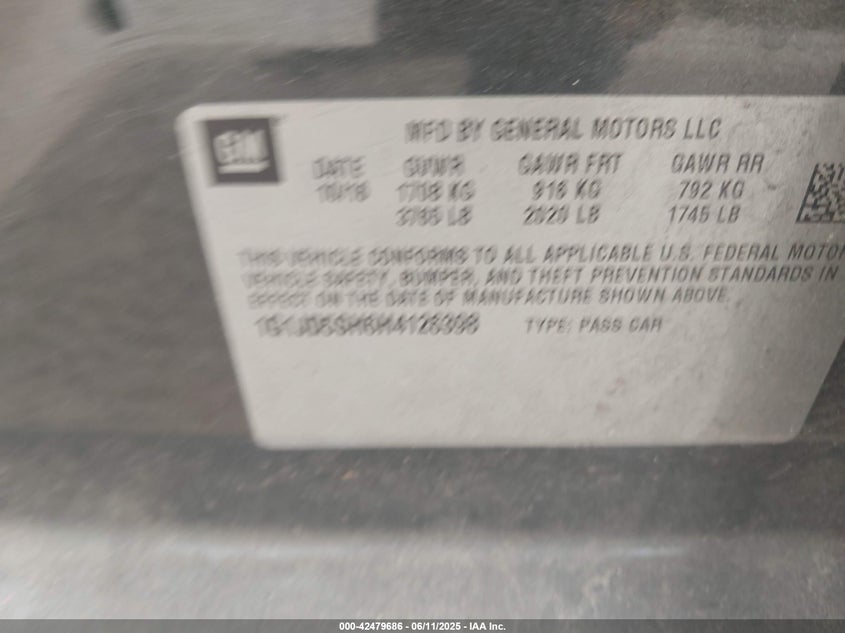 GM
MFD BY GENERAL MOTORS LLC
DATE GVWR GAWR FRT GAWR RR
10/16 1708 KG 916 KG 792 KG
3765 LB 2020 LB 1745 LB
THIS VEHICLE CONFORMS TO ALL APPLICABLE U.S. FEDERAL MOTOR
VEHICLE SAFETY, BUMPER, AND THEFT PREVENTION STANDARDS IN
EFFECT ON THE DATE OF MANUFACTURE SHOWN ABOVE.
TYPE: PASS CAR
000-42479686 - 06/11/2025 - IAA Inc.